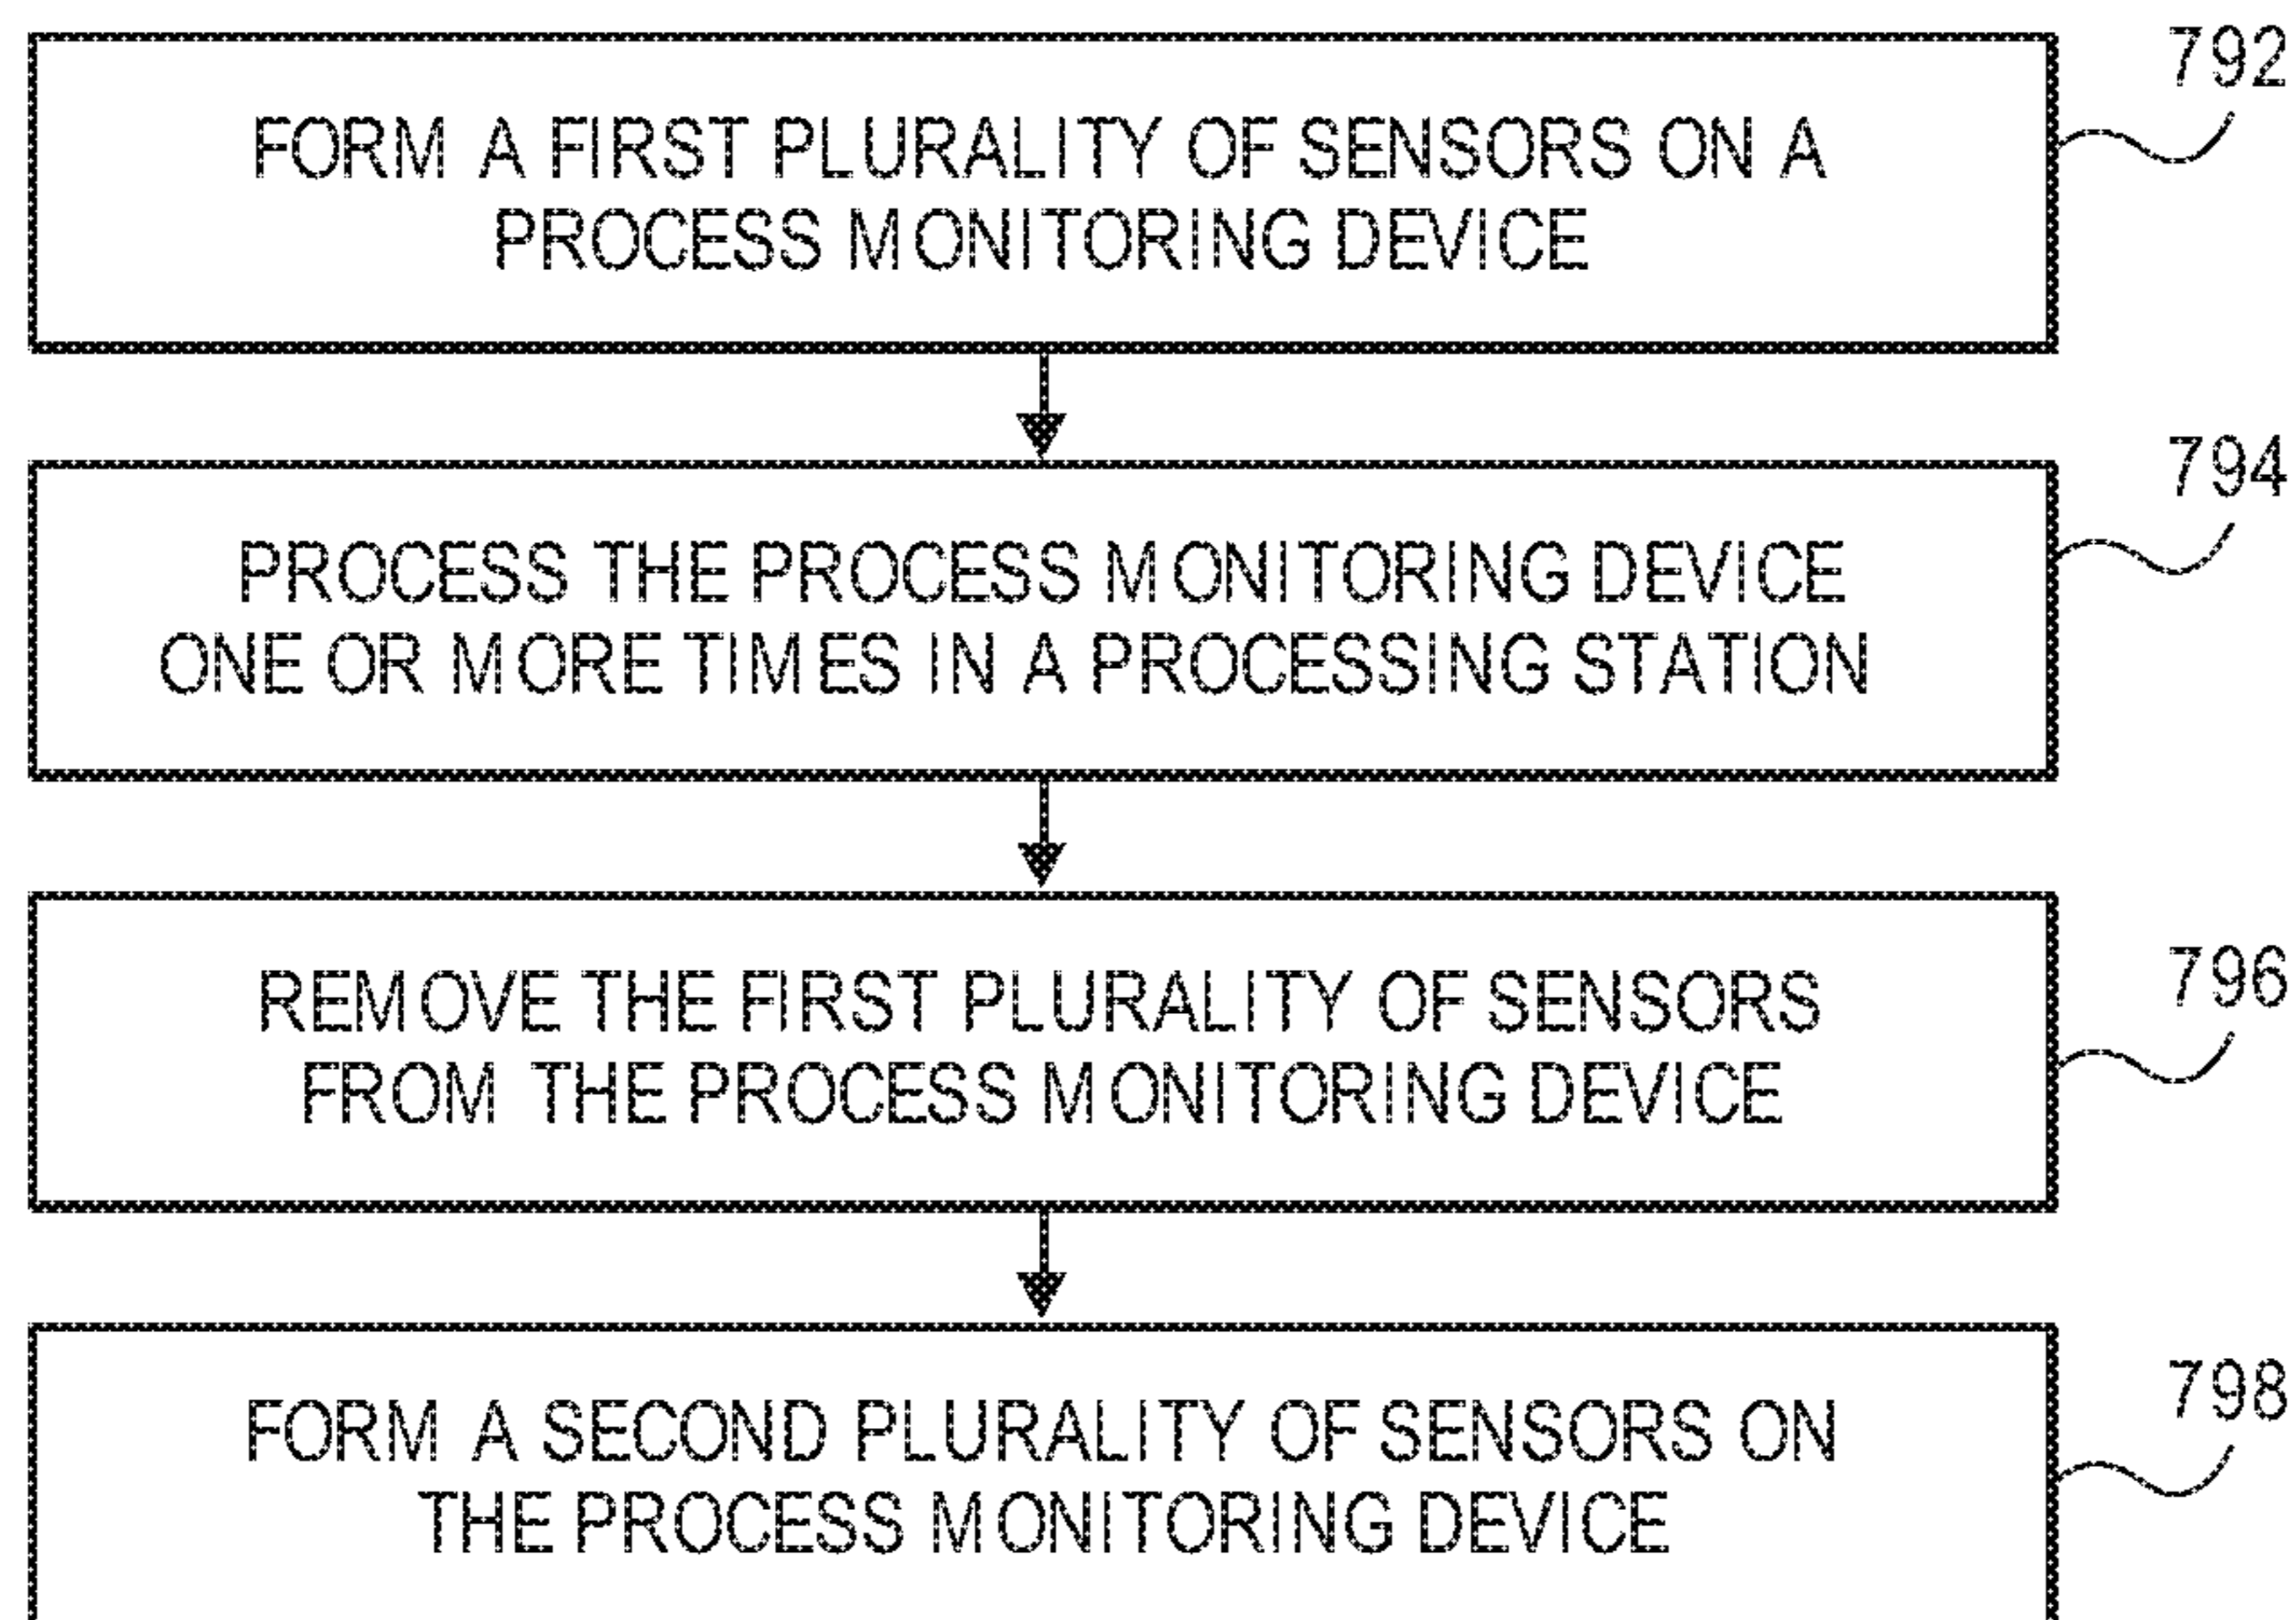 792
FORM A FIRST PLURALITY OF SENSORS ON A
PROCESS MONITORING DEVICE
794
PROCESS THE PROCESS MONITORING DEVICE
ONE OR MORE TIMES IN A PROCESSING STATION
796
REMOVE THE FIRST PLURALITY OF SENSORS
FROM THE PROCESS MONITORING DEVICE
798
FORM A SECOND PLURALITY OF SENSORS ON
THE PROCESS MONITORING DEVICE